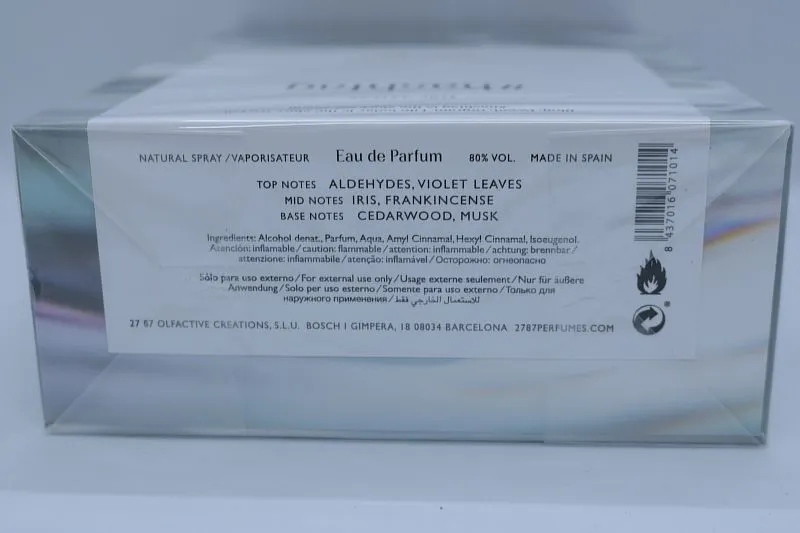 #hashtag
NATURAL SPRAY/VAPORISATEUR Eau de Parfum 80% VOL. MADE IN SPAIN
TOP NOTES ALDEHYDES, VIOLET LEAVES
MID NOTES IRIS, FRANKINCENSE
BASE NOTES CEDARWOOD, MUSK
Ingredients: Alcohol denat., Parfum, Aqua, Amyl Cinnamal, Hexyl Cinnamal, Isoeugenol.
Atención: inflamable/caution: flammable/attention: inflammable/achtung: brennbar/
attenzione: inflammabile/atenção: inflamável/Осторожно: огнеопасно
Sólo para uso externo/For external use only/Usage externe seulement/Nur für äußere
Anwendung/Solo per uso esterno/Somente para uso externo/Только для
наружного применения/للاستعمال الخارجي فقط
27 87 OLFACTIVE CREATIONS, S.L.U. BOSCH I GIMPERA, 18 08034 BARCELONA 2787PERFUMES.COM
8 437016 071014